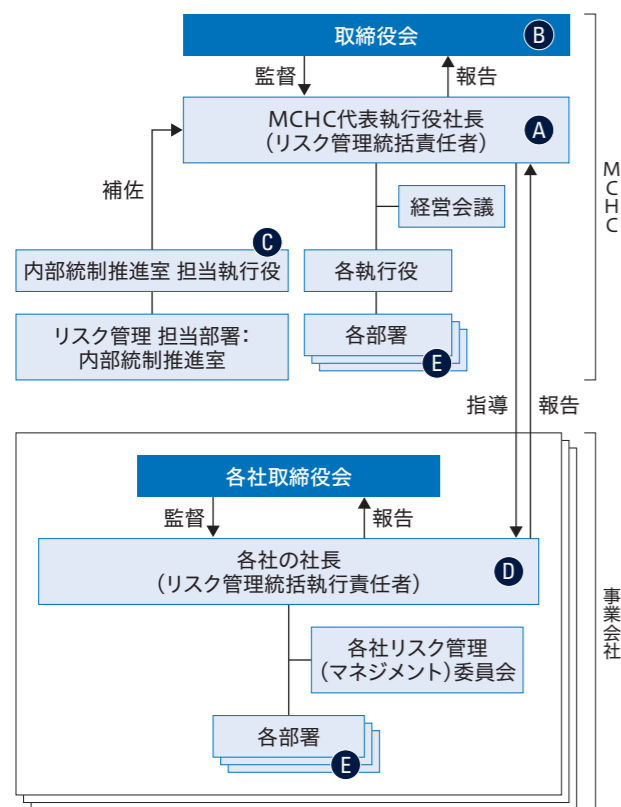 取締役会 B
監督
報告
MCHC代表執行役社長
(リスク管理統括責任者)
A
補佐
経営会議
C
内部統制推進室 担当執行役
各執行役
リスク管理 担当部署:
内部統制推進室
各部署
E
MCHC
指導
報告
各社取締役会
監督
報告
各社の社長
(リスク管理統括執行責任者)
D
各社リスク管理
(マネジメント)委員会
各部署
E
事業会社